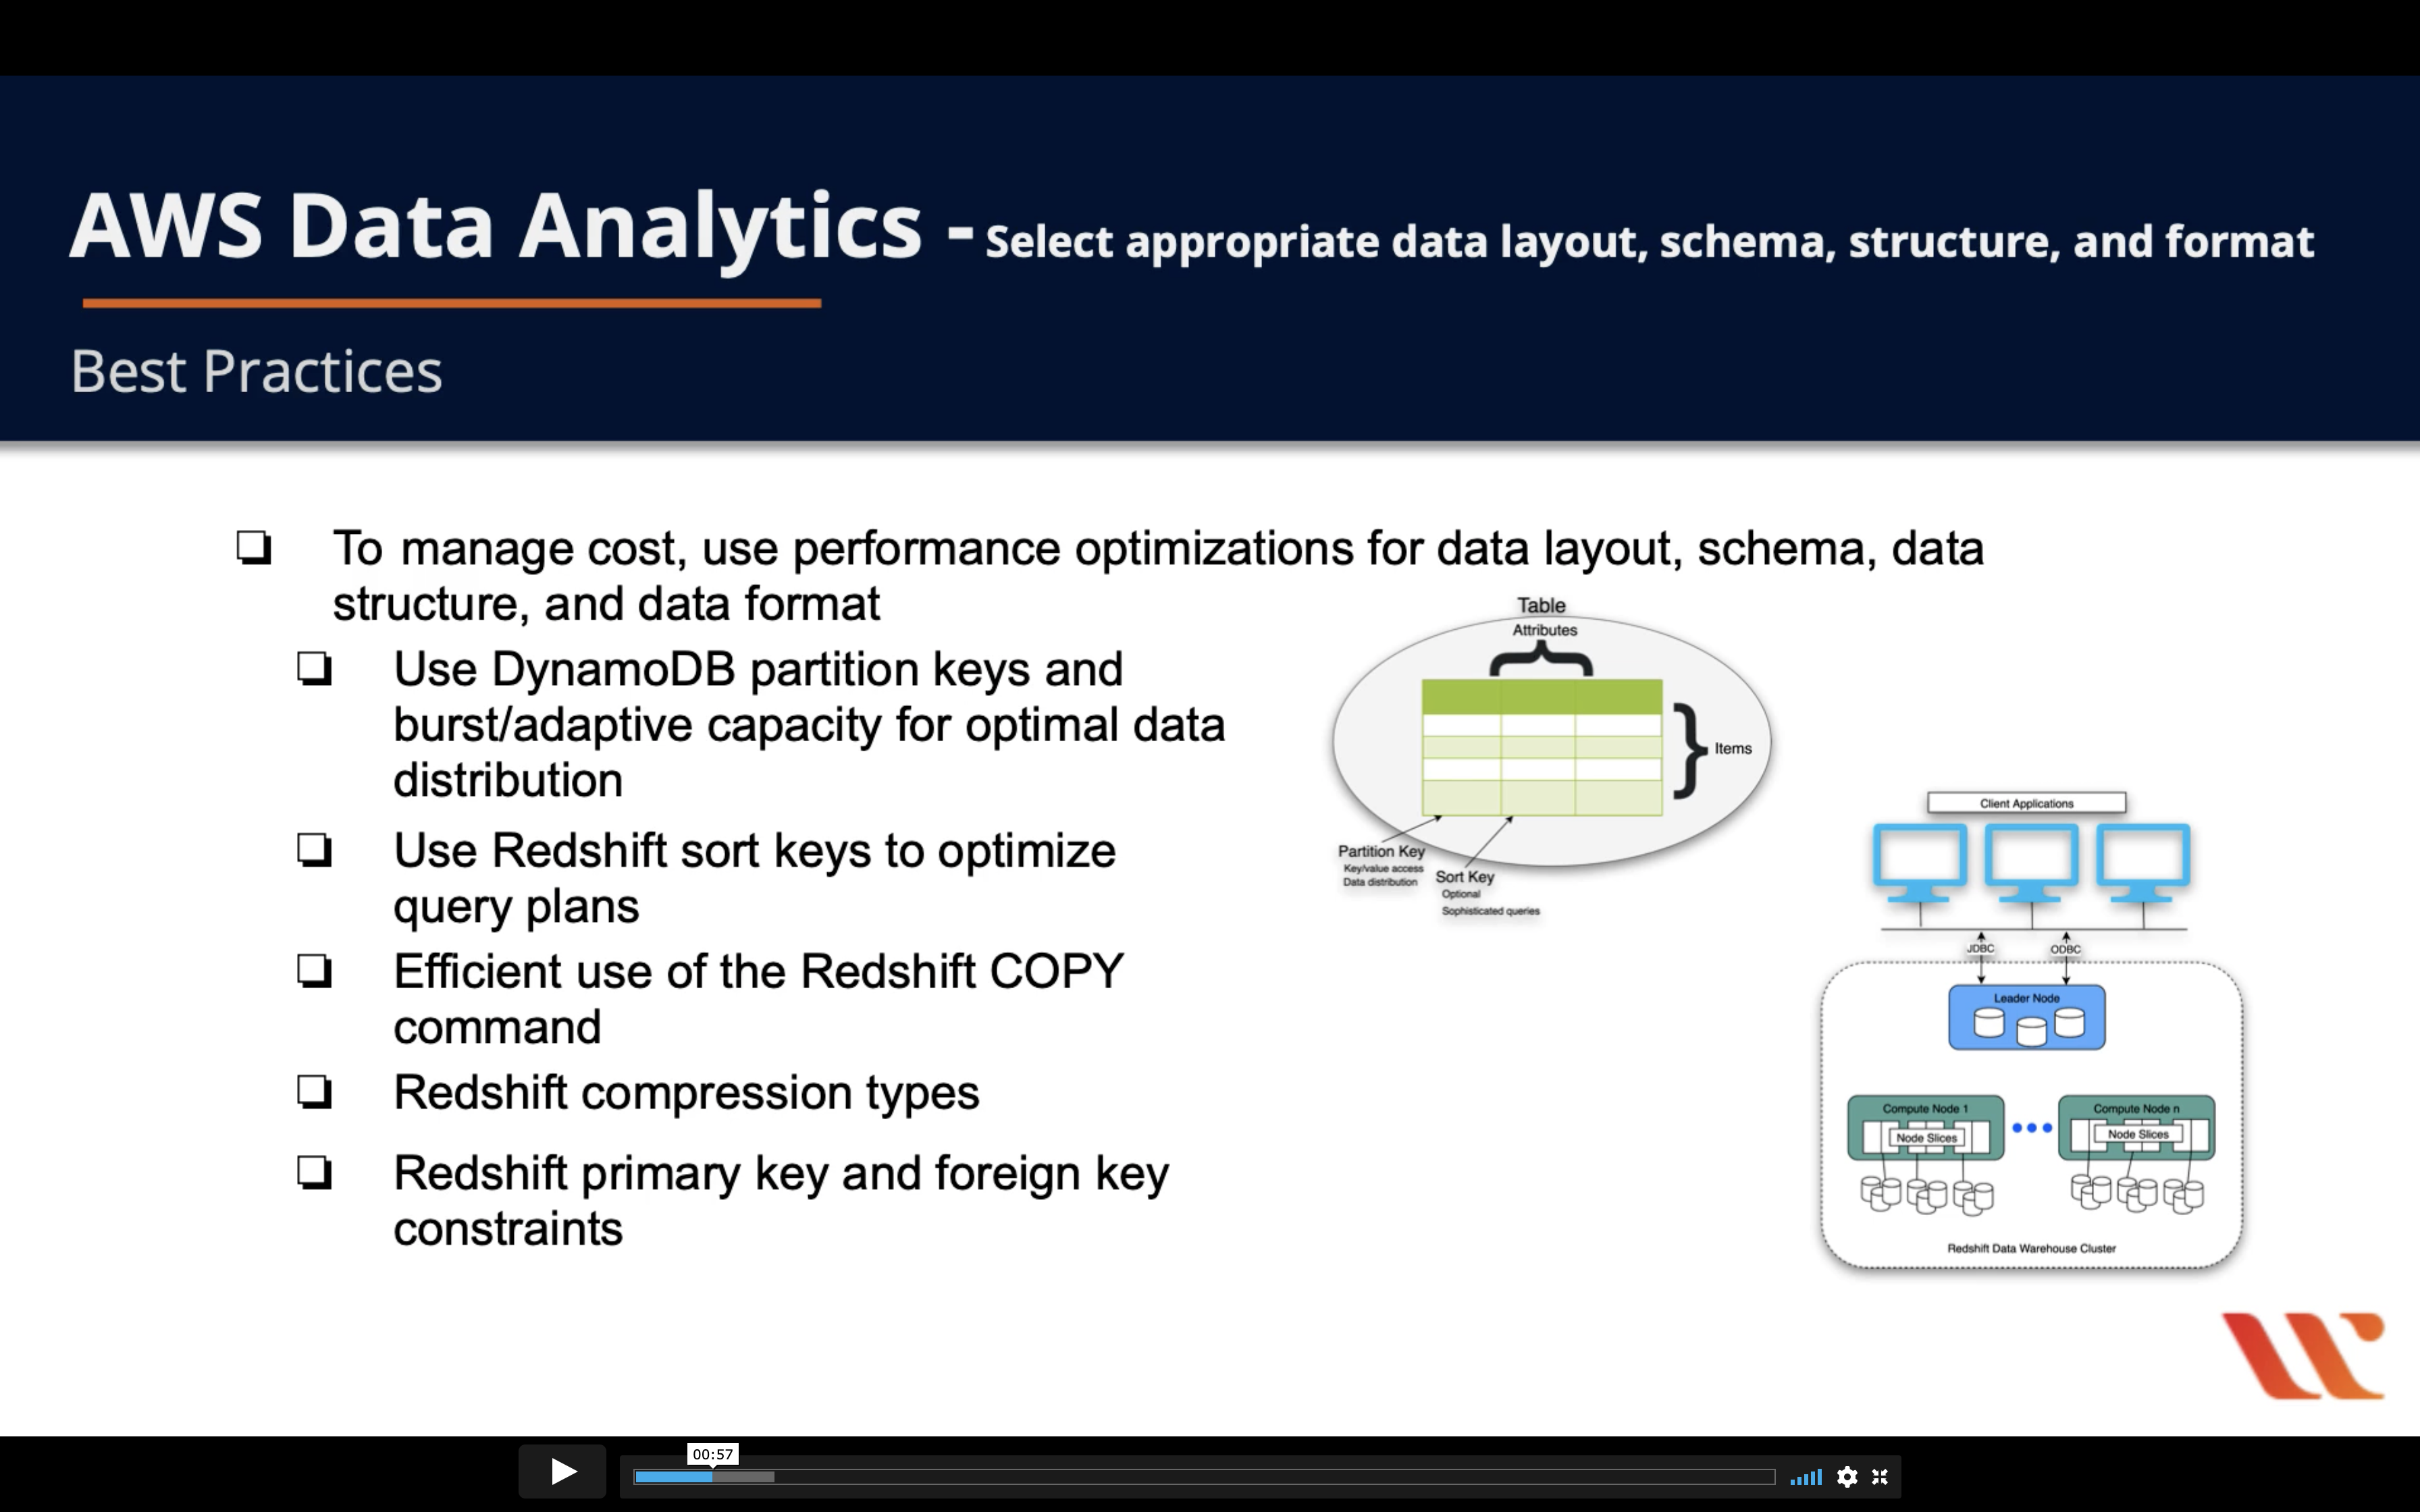 AWS Data Analytics - Select appropriate data layout, schema, structure, and format
Best Practices
To manage cost, use performance optimizations for data layout, schema, data
structure, and data format
Use DynamoDB partition keys and
burst/adaptive capacity for optimal data
distribution
Use Redshift sort keys to optimize
query plans
Efficient use of the Redshift COPY
command
Redshift compression types
Redshift primary key and foreign key
constraints
Table
Attributes
Items
Partition Key
Key/value access
Data distribution
Sort Key
Optional
Sophisticated queries
Client Applications
JDBC
ODBC
Leader Node
Compute Node 1
Node Slices
Compute Node n
Node Slices
Redshift Data Warehouse Cluster
00:57